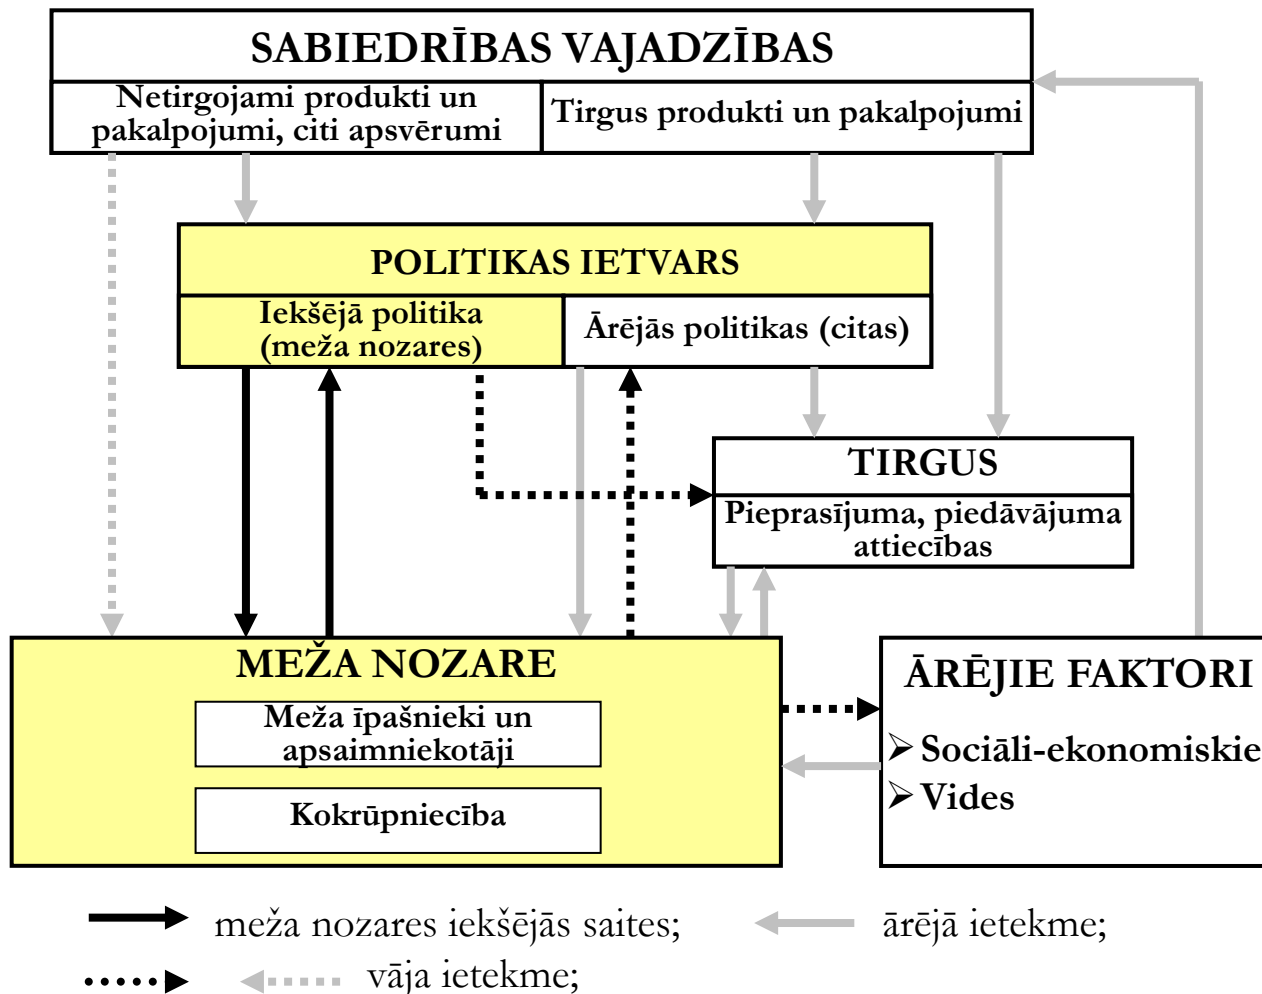 SABIEDRĪBAS VAJADZĪBAS
Netirgojami produkti un
pakalpojumi, citi apsvērumi
Tirgus produkti un pakalpojumi
POLITIKAS IETVARS
Iekšējā politika
(meža nozares)
Ārējās politikas (citas)
TIRGUS
Pieprasījuma, piedāvājuma
attiecības
MEŽA NOZARE
Meža īpašnieki un
apsaimniekotāji
Kokrūpniecība
ĀRĒJIE FAKTORI
➢ Sociāli-ekonomiskie
➢ Vides
meža nozares iekšējās saites;
ārējā ietekme;
vāja ietekme;